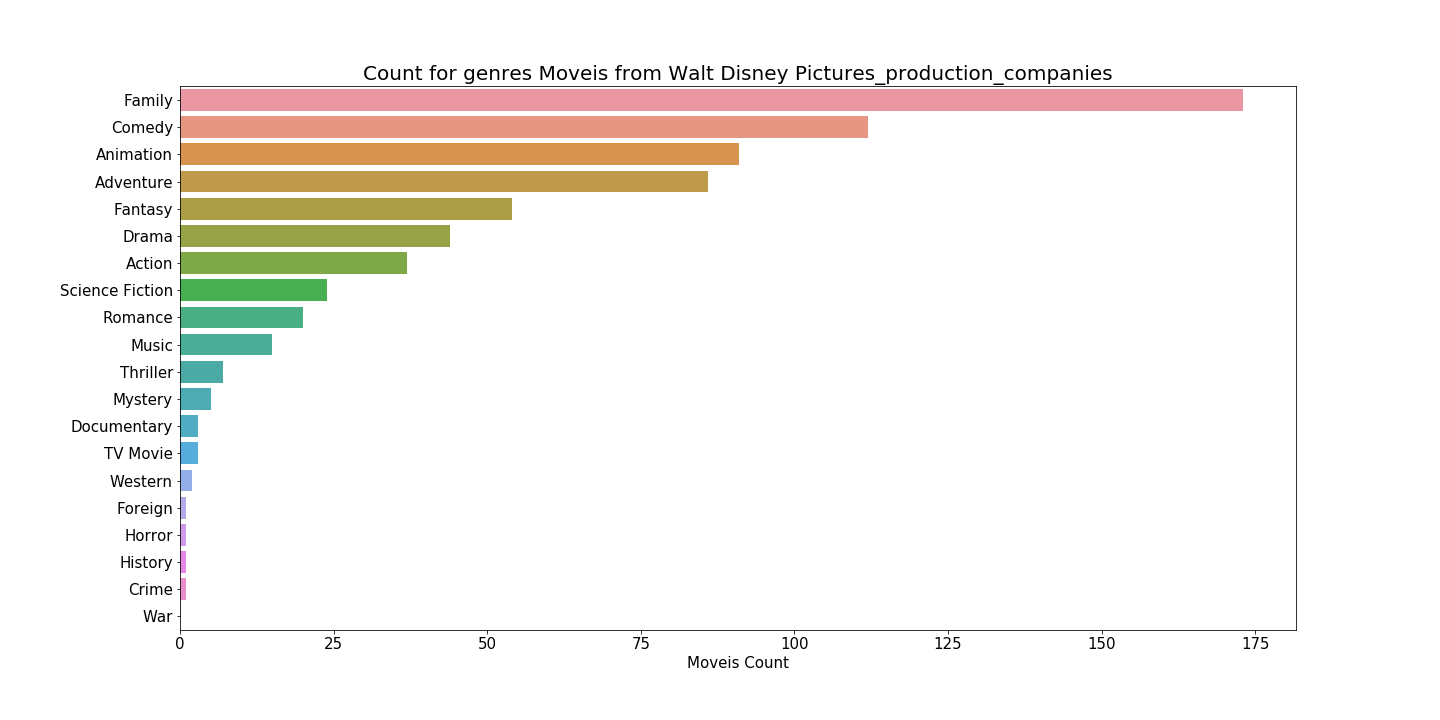 Count for genres Moveis from Walt Disney Pictures_production_companies
Family
Comedy
Animation
Adventure
Fantasy
Drama
Action
Science Fiction
Romance
Music
Thriller
Mystery
Documentary
TV Movie
Western
Foreign
Horror
History
Crime
War
0 25 50 75 100 125 150 175
Moveis Count